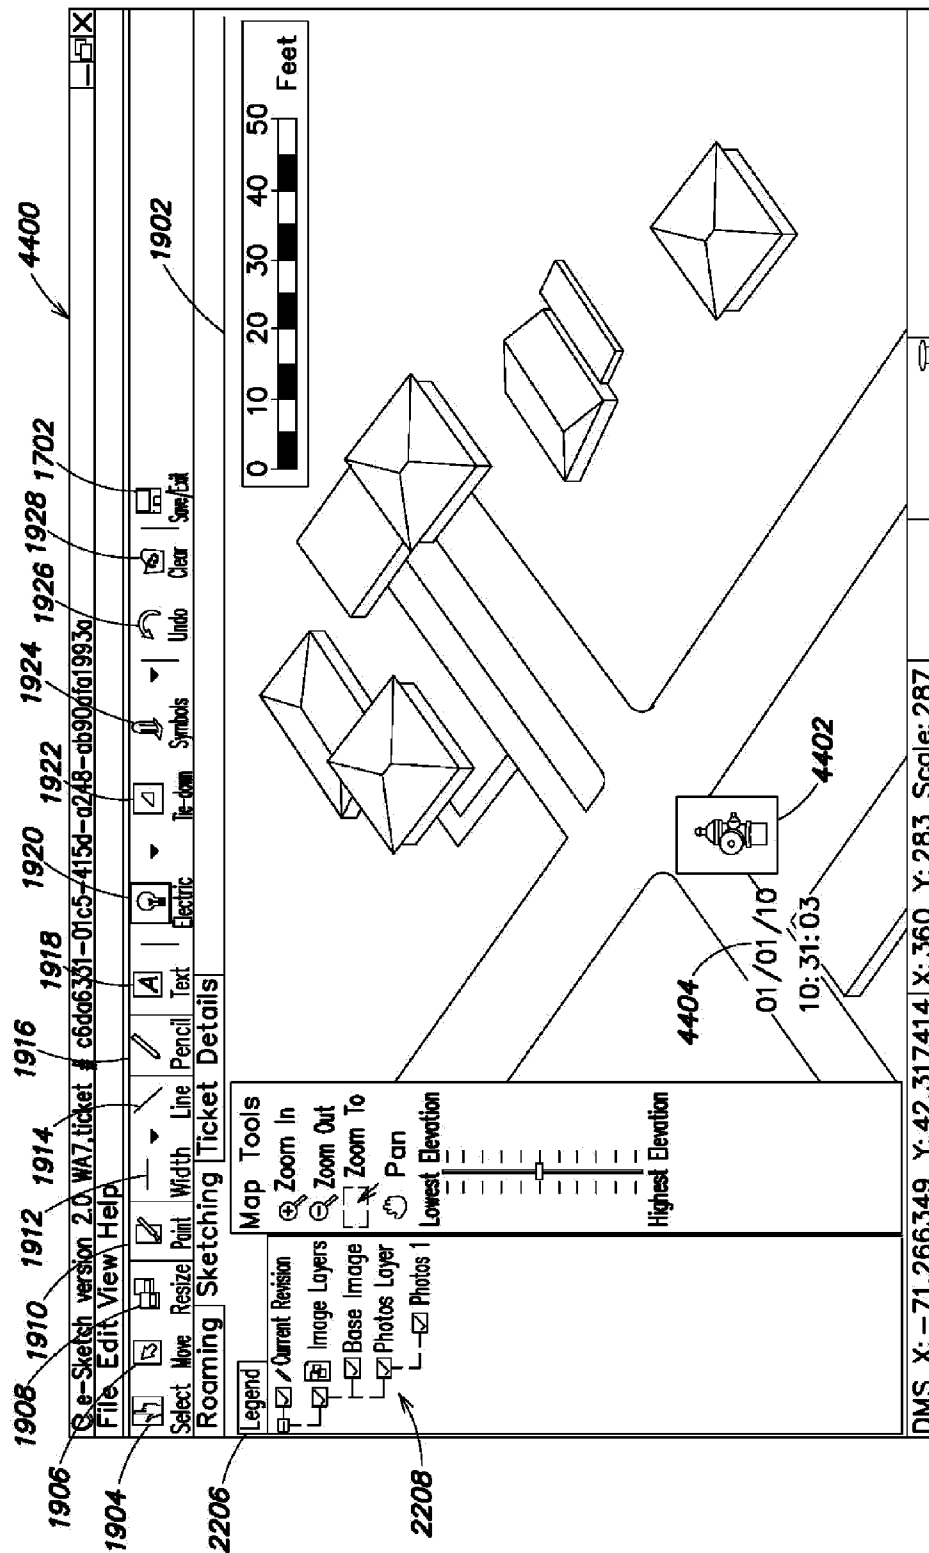 4400
e-Sketch version 2.0 WA7.ticket # c6da6331-01c5-415d-a248-ab90afa1993a
File Edit View Help
1904
1906
1908
1910
1912
1914
1916
1918
1920
1922
1924
1926
1928
1702
Select Move Resize Paint Width Line Pencil Text Electric Tie-down Symbols Undo Clear Save/Exit
Roaming Sketching Ticket Details
1902
2206
Legend
Current Revision
Image Layers
Base Image
Photos Layer
Photos 1
2208
Map Tools
Zoom In
Zoom Out
Zoom To
Pan
Lowest Elevation
Highest Elevation
0 10 20 30 40 50
Feet
4404
01/01/10
10:31:03
4402
DMS X: -71.266349 Y: 42.317414 X: 360 Y: 283 Scale: 287